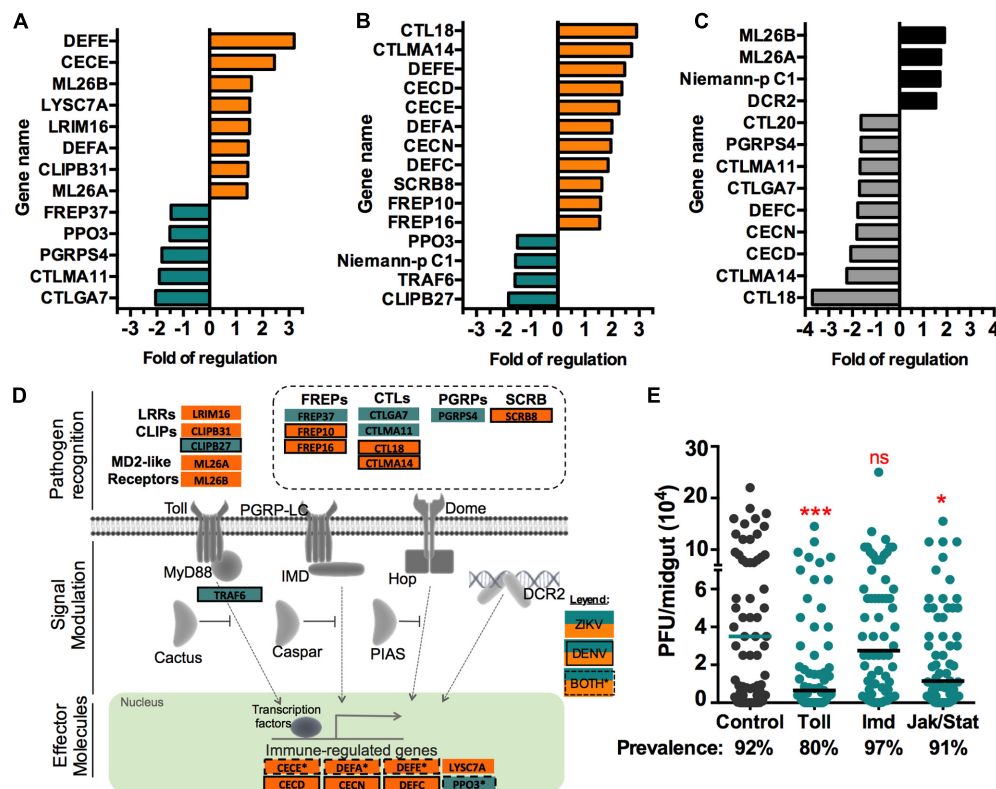 A
Gene name
DEFE
CECE
ML26B
LYSC7A
LRIM16
DEFA
CLIPB31
ML26A
FREP37
PPO3
PGRPS4
CTLMA11
CTLGA7
-3 -2 -1 0 1 2 3
Fold of regulation
B
Gene name
CTL18
CTLMA14
DEFE
CECD
CECE
DEFA
CECN
DEFC
SCRB8
FREP10
FREP16
PPO3
Niemann-p C1
TRAF6
CLIPB27
-3 -2 -1 0 1 2 3
Fold of regulation
C
Gene name
ML26B
ML26A
Niemann-p C1
DCR2
CTL20
PGRPS4
CTLMA11
CTLGA7
DEFC
CECN
CECD
CTLMA14
CTL18
-4 -3 -2 -1 0 1 2 3 4
Fold of regulation
D
Pathogen recognition
LRRs LRIM16
CLIPs CLIPB31
CLIPB27
MD2-like ML26A
Receptors ML26B
FREPs CTLs PGRPs SCRB
FREP37 CTLGA7 PGRPS4 SCRB8
FREP10 CTLMA11
FREP16 CTL18
CTLMA14
Toll PGRP-LC Dome
Signal Modulation
MyD88 IMD Hop DCR2
TRAF6
Cactus Caspar PIAS
Leyend:
ZIKV
DENV
BOTH*
Effector Molecules
Nucleus
Transcription factors
Immune-regulated genes
CECE* DEFA* DEFE* LYSC7A
CECD CECN DEFC PPO3*
E
PFU/midgut (10⁴)
30
20
10
6
4
2
0
*** ns *
Control Toll Imd Jak/Stat
Prevalence: 92% 80% 97% 91%